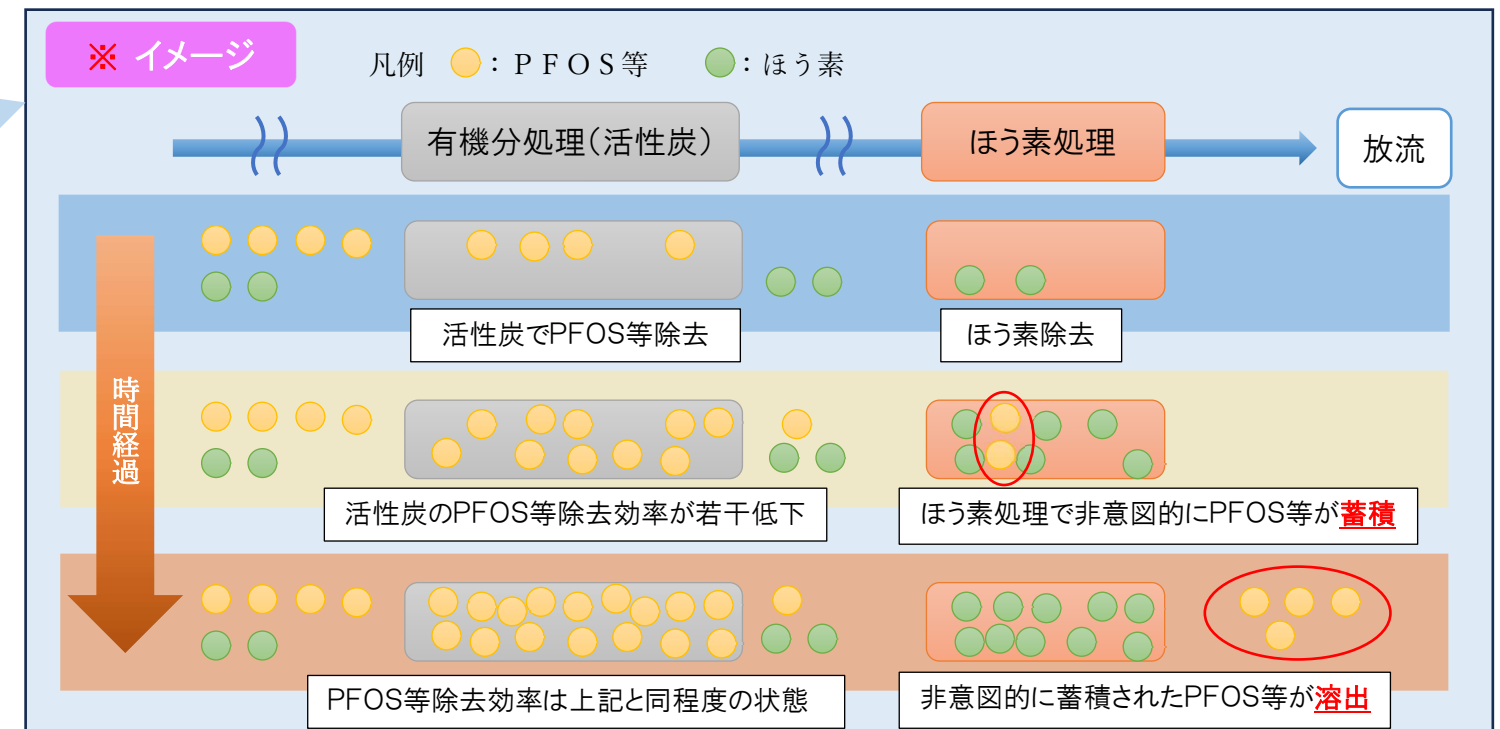 ※ イメージ
凡例 : ＰＦＯＳ等 : ほう素
有機分処理(活性炭)
ほう素処理
放流
時間経過
活性炭でPFOS等除去
ほう素除去
活性炭のPFOS等除去効率が若干低下
ほう素処理で非意図的にPFOS等が蓄積
PFOS等除去効率は上記と同程度の状態
非意図的に蓄積されたPFOS等が溶出